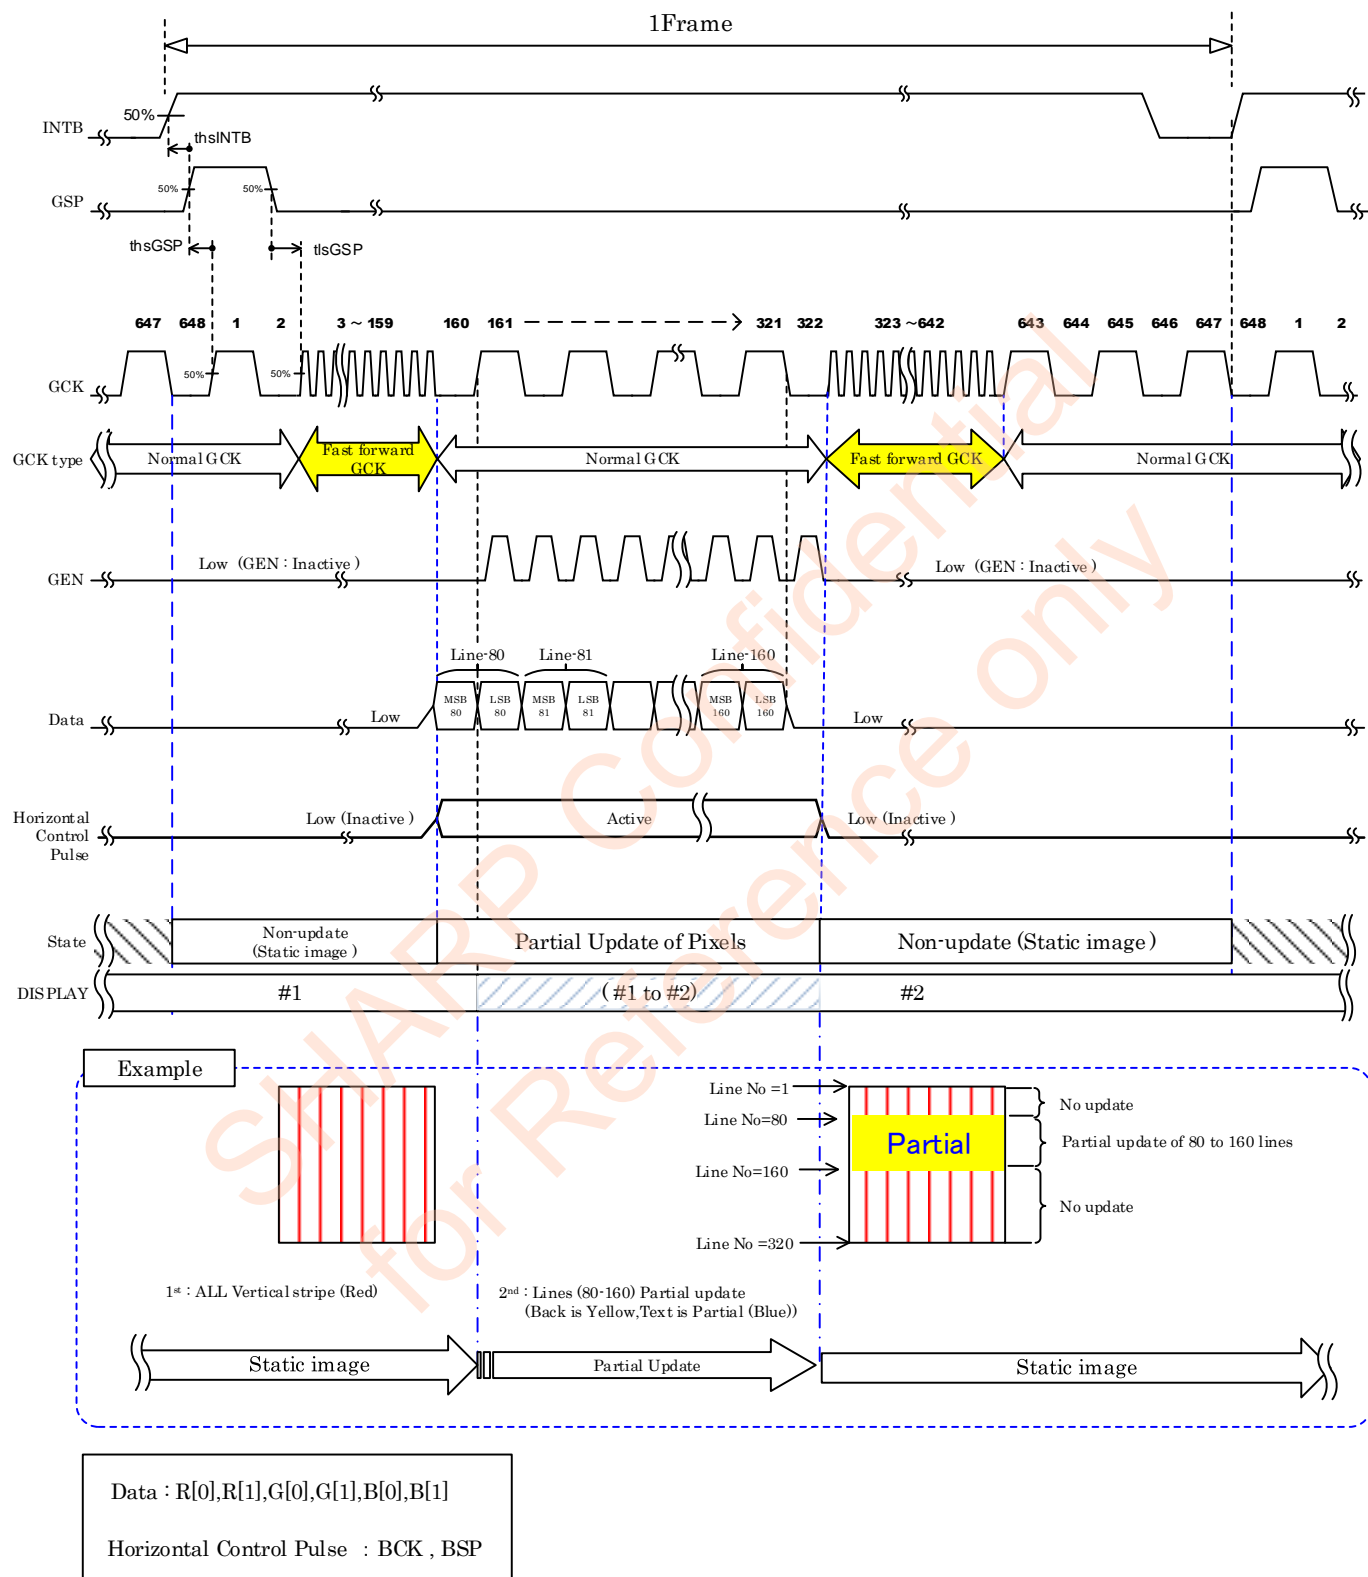 1Frame
50%
INTB
thsINTB
50%
50%
GSP
thsGSP
tlsGSP
647 648 1 2 3 ~ 159 160 161 321 322 323 ~642 643 644 645 646 647 648 1 2
50%
50%
GCK
GCK type
Normal GCK
Fast forward
GCK
Normal GCK
Fast forward GCK
Normal GCK
Low (GEN : Inactive )
Low (GEN : Inactive )
GEN
Line-80
Line-81
Line-160
MSB
80
LSB
80
MSB
81
LSB
81
MSB
160
LSB
160
Data
Low
Low
Horizontal
Control
Pulse
Low (Inactive )
Active
Low (Inactive )
State
Non-update
(Static image )
Partial Update of Pixels
Non-update (Static image )
DISPLAY
#1
( #1 to #2)
#2
Example
Line No =1
Line No=80
Line No=160
Line No =320
Partial
No update
Partial update of 80 to 160 lines
No update
1st : ALL Vertical stripe (Red)
2nd : Lines (80-160) Partial update
(Back is Yellow,Text is Partial (Blue))
Static image
Partial Update
Static image
Data : R[0],R[1],G[0],G[1],B[0],B[1]
Horizontal Control Pulse : BCK , BSP
SHARP Confidential
for Reference only